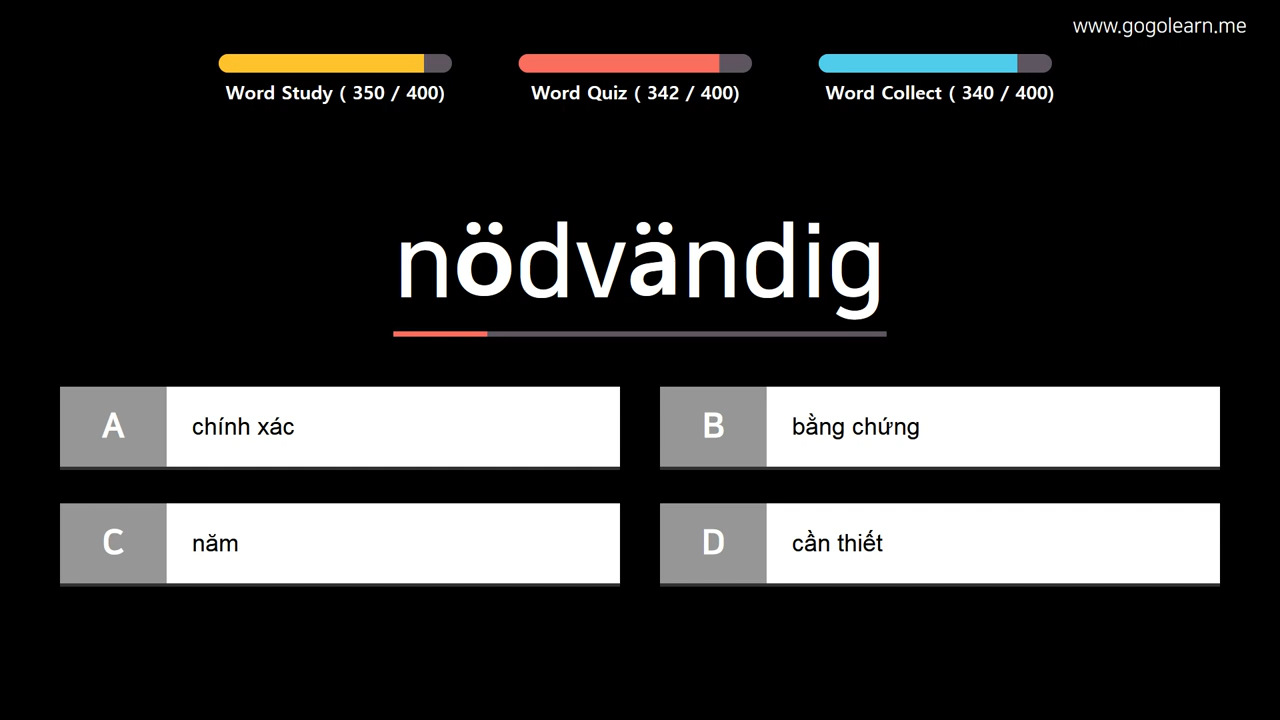 www.gogolearn.me
Word Study ( 350 / 400)
Word Quiz ( 342 / 400)
Word Collect ( 340 / 400)
nödvändig
A
chính xác
B
bằng chứng
C
năm
D
cần thiết